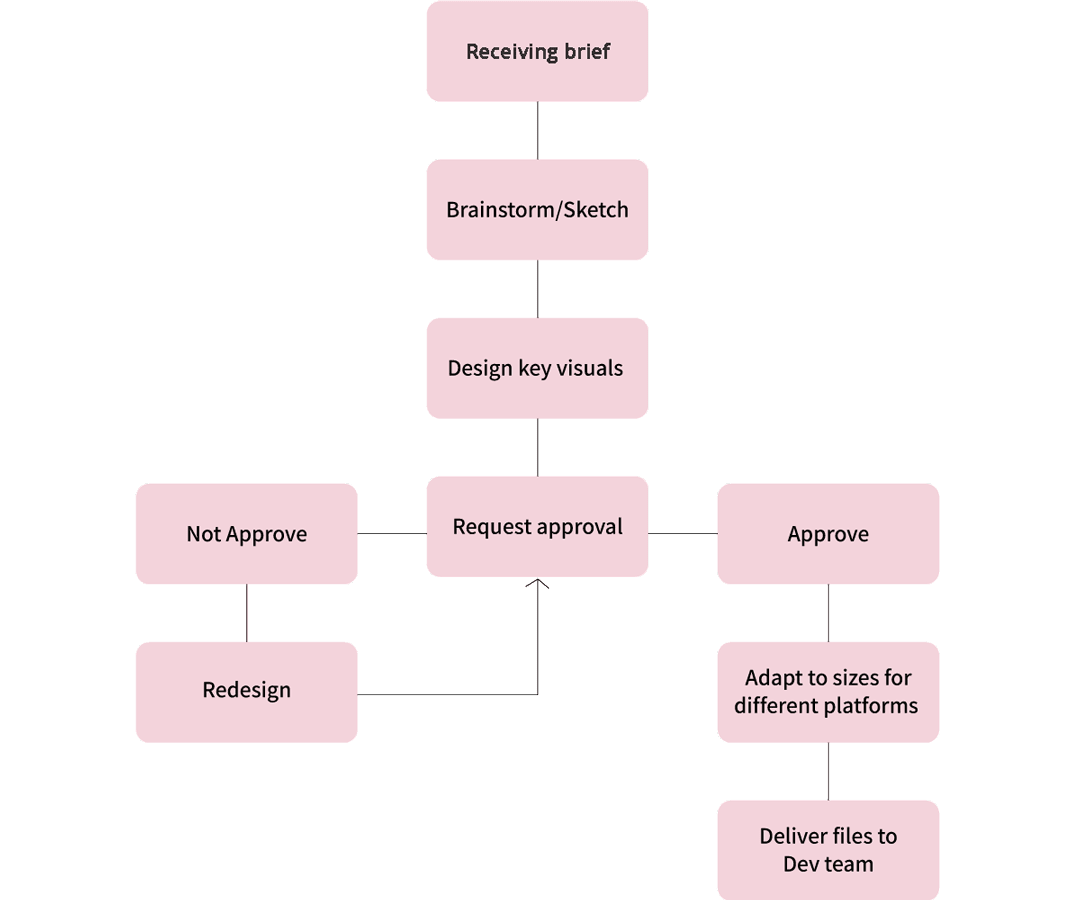 Receiving brief
Brainstorm/Sketch
Design key visuals
Not Approve
Request approval
Approve
Redesign
Adapt to sizes for
different platforms
Deliver files to
Dev team